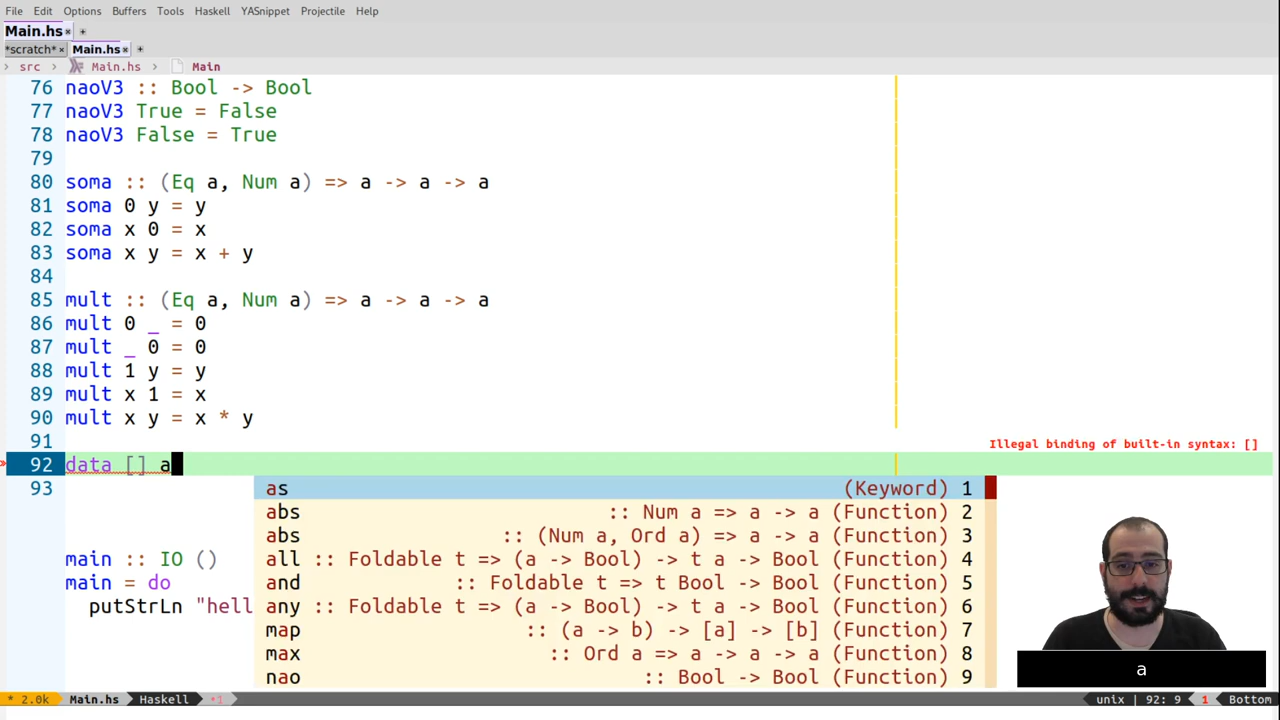 File Edit Options Buffers Tools Haskell YASnippet Projectile Help
Main.hs × +
*scratch* × Main.hs × +
› src › Main.hs › Main
76 naoV3 :: Bool -> Bool
77 naoV3 True = False
78 naoV3 False = True
79
80 soma :: (Eq a, Num a) => a -> a -> a
81 soma 0 y = y
82 soma x 0 = x
83 soma x y = x + y
84
85 mult :: (Eq a, Num a) => a -> a -> a
86 mult 0 _ = 0
87 mult _ 0 = 0
88 mult 1 y = y
89 mult x 1 = x
90 mult x y = x * y
91
Illegal binding of built-in syntax: []
» 92 data [] a
93
as (Keyword) 1
abs :: Num a => a -> a (Function) 2
abs :: (Num a, Ord a) => a -> a (Function) 3
main :: IO () all :: Foldable t => (a -> Bool) -> t a -> Bool (Function) 4
main = do and :: Foldable t => t Bool -> Bool (Function) 5
putStrLn "hell any :: Foldable t => (a -> Bool) -> t a -> Bool (Function) 6
map :: (a -> b) -> [a] -> [b] (Function) 7
max :: Ord a => a -> a -> a (Function) 8
nao :: Bool -> Bool (Function) 9
a
* 2.0k Main.hs Haskell •1 unix | 92: 9 1 Bottom